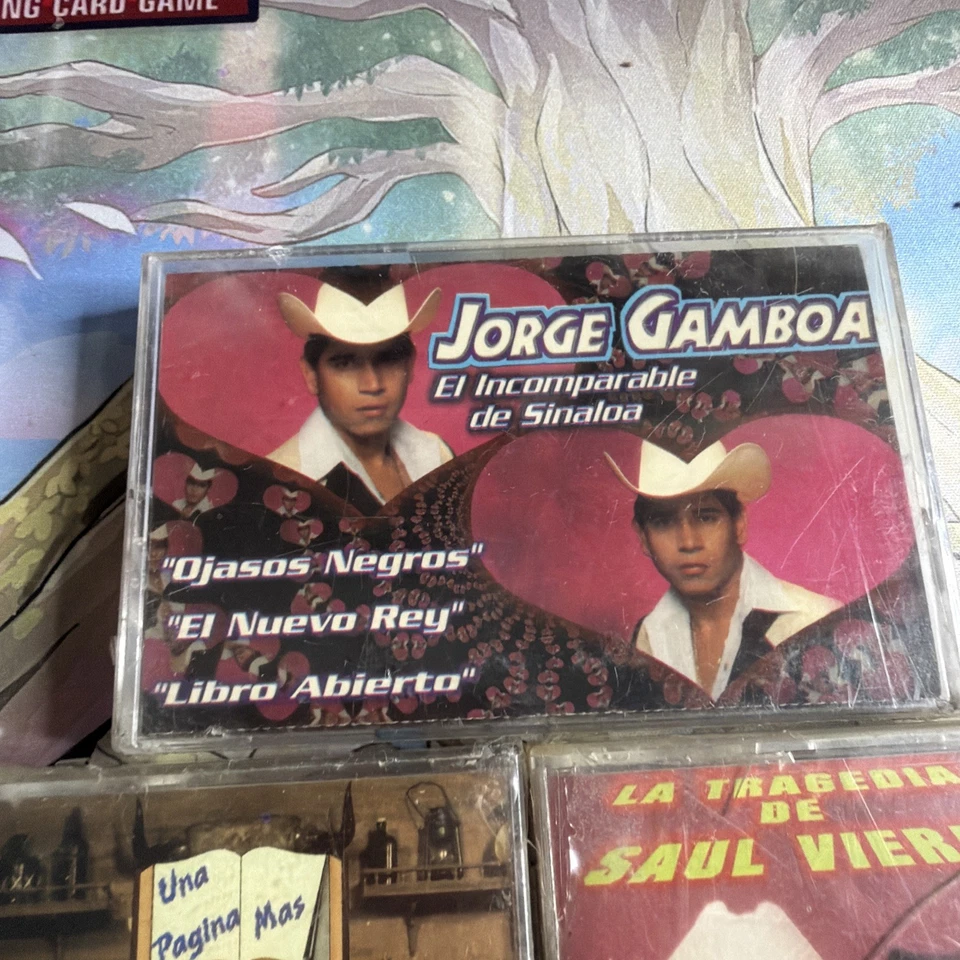 NG CARD GAME
JORGE GAMBOA
El Incomparable
de Sinaloa
"Ojasos Negros"
"El Nuevo Rey"
"Libro Abierto"
Una
Pagina Mas
LA TRAGEDIA
DE
SAUL VIER